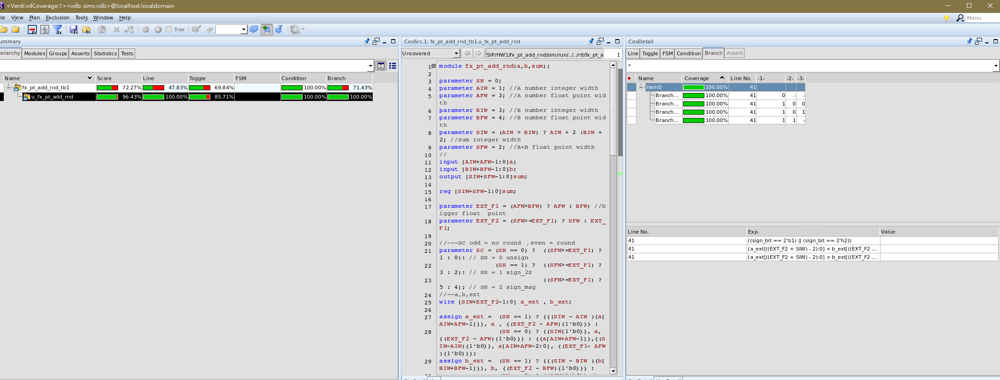 <Verdi:vdCoverage:1><vdb: simv.vdb>@localhost.localdomain
ile View Plan Exclusion Tools Window Help
Menu
Tree
ummary
ierarchy Modules Groups Asserts Statistics Tests
Name Score Line Toggle FSM Condition Branch
fx_pt_add_rnd_tb1 72.27% 47.83% 69.84% 100.00% 71.43%
u_fx_pt_add_rnd 96.43% 100.00% 85.71% 100.00% 100.00%
CovSrc.1: fx_pt_add_rnd_tb1.u_fx_pt_add_rnd
Uncovered
'SIP/HW1/fx_pt_add_rnd/sim/run/../../rtl/fx_pt_a 1
1 module fx_pt_add_rnd(a,b,sum);
2
3 parameter SN = 0;
4 parameter AIW = 1; //A number integer width
5 parameter AFW = 3; //A number float point wid
th
6 parameter BIW = 3; //B number integer width
7 parameter BFW = 4; //B number float point wid
th
8 parameter SIW = (AIW > BIW) ? AIW + 2 :BIW +
2; //Sum integer width
9 parameter SFW = 2; //A+B float point width
10 //
11 input [AIW+AFW-1:0]a;
12 input [BIW+BFW-1:0]b;
13 output [SIW+SFW-1:0]sum;
14
15 reg [SIW+SFW-1:0]sum;
16
17 parameter EXT_F1 = (AFW>BFW) ? AFW : BFW; //b
igger float  point
18 parameter EXT_F2 = (SFW>=EXT_F1) ? SFW : EXT_
F1;
19
20 //---SC odd = no round , even = round
21 parameter SC = (SN == 0) ?  ((SFW>=EXT_F1) ?
1 : 0): // SN = 0 unsign
22 (SN == 1) ?  ((SFW>=EXT_F1) ?
3 : 2): // SN = 1 sign_2S
23 ((SFW>=EXT_F1) ?
5 : 4); // SN = 2 sign_mag
24 //--a,b,ext
25 wire [SIW+EXT_F2-1:0] a_ext , b_ext;
26
27 assign a_ext =  (SN == 1) ? {{(SIW - AIW ){a[
AIW+AFW-1]}}, a , {(EXT_F2 - AFW){1'b0}}} :
28 (SN == 0) ? {{SIW{1'b0}}, a,
{(EXT_F2 - AFW){1'b0}}} : {{a[AIW+AFW-1]},{(S
IW-AIW){1'b0}}, a[AIW+AFW-2:0], {(EXT_F1- AFW
){1'b0}}};
29 assign b_ext =  (SN == 1) ? {{(SIW - BIW ){b[
BIW+BFW-1]}}, b, {(EXT_F2 - BFW){1'b0}}} :
CovDetail
Line Toggle FSM Condition Branch Assert
*
Name Coverage Line No. -1- -2- -3-
Item0 100.00% 41
Branch... 100.00% 41 0 - -
Branch... 100.00% 41 1 0 0
Branch... 100.00% 41 1 0 1
Branch... 100.00% 41 1 1 -
Line No. Exp. Value
41 ((sign_bit == 2'b1) || (sign_bit == 2'h2))
41 (a_ext[((EXT_F2 + SIW) - 2):0] < b_ext[((EXT_F2 ...
41 (a_ext[((EXT_F2 + SIW) - 2):0] > b_ext[((EXT_F2 ...